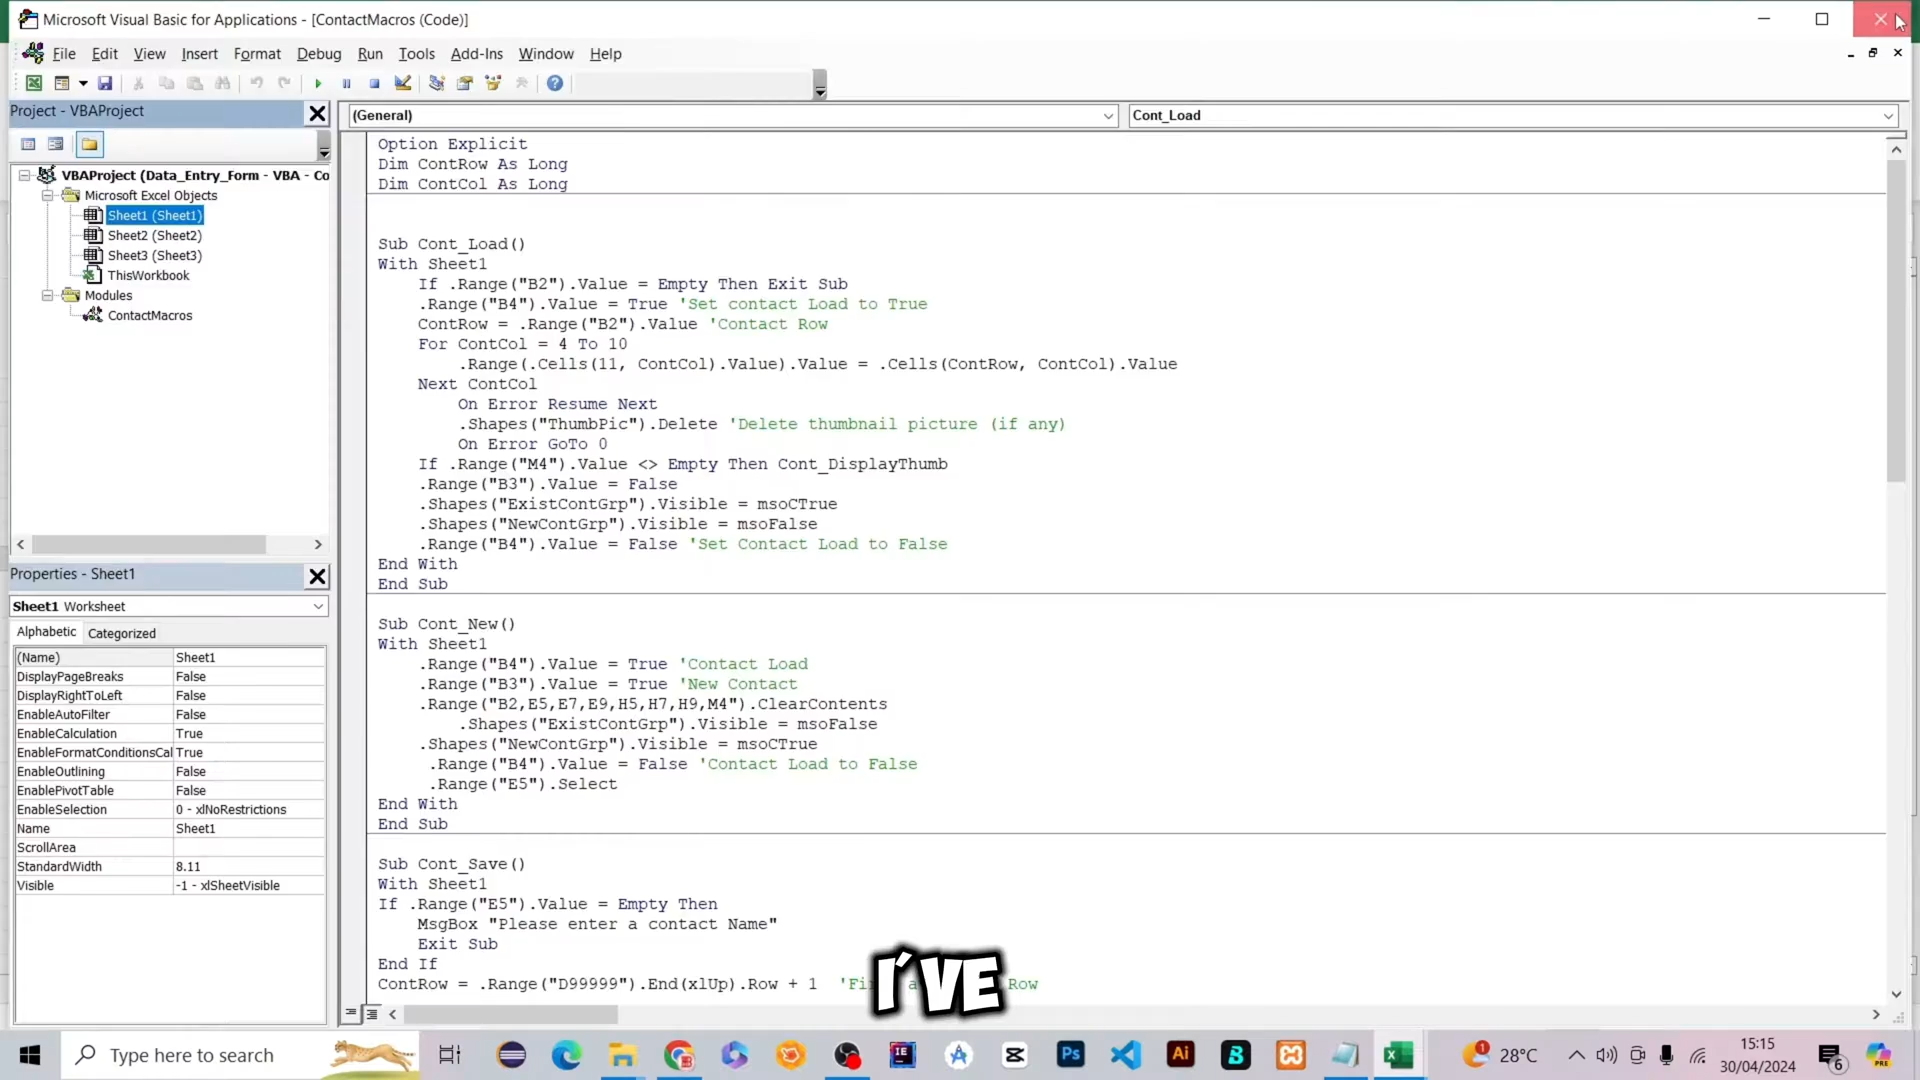 Microsoft Visual Basic for Applications - [ContactMacros (Code)]
File Edit View Insert Format Debug Run Tools Add-Ins Window Help
Project - VBAProject
(General)
Cont_Load
VBAProject (Data_Entry_Form - VBA - Co
Microsoft Excel Objects
Sheet1 (Sheet1)
Sheet2 (Sheet2)
Sheet3 (Sheet3)
ThisWorkbook
Modules
ContactMacros
Properties - Sheet1
Sheet1 Worksheet
Alphabetic Categorized
(Name) Sheet1
DisplayPageBreaks False
DisplayRightToLeft False
EnableAutoFilter False
EnableCalculation True
EnableFormatConditionsCal True
EnableOutlining False
EnablePivotTable False
EnableSelection 0 - xlNoRestrictions
Name Sheet1
ScrollArea
StandardWidth 8.11
Visible -1 - xlSheetVisible
Option Explicit
Dim ContRow As Long
Dim ContCol As Long
Sub Cont_Load()
With Sheet1
If .Range("B2").Value = Empty Then Exit Sub
.Range("B4").Value = True 'Set contact Load to True
ContRow = .Range("B2").Value 'Contact Row
For ContCol = 4 To 10
.Range(.Cells(11, ContCol).Value).Value = .Cells(ContRow, ContCol).Value
Next ContCol
On Error Resume Next
.Shapes("ThumbPic").Delete 'Delete thumbnail picture (if any)
On Error GoTo 0
If .Range("M4").Value <> Empty Then Cont_DisplayThumb
.Range("B3").Value = False
.Shapes("ExistContGrp").Visible = msoCTrue
.Shapes("NewContGrp").Visible = msoFalse
.Range("B4").Value = False 'Set Contact Load to False
End With
End Sub
Sub Cont_New()
With Sheet1
.Range("B4").Value = True 'Contact Load
.Range("B3").Value = True 'New Contact
.Range("B2,E5,E7,E9,H5,H7,H9,M4").ClearContents
.Shapes("ExistContGrp").Visible = msoFalse
.Shapes("NewContGrp").Visible = msoCTrue
.Range("B4").Value = False 'Contact Load to False
.Range("E5").Select
End With
End Sub
Sub Cont_Save()
With Sheet1
If .Range("E5").Value = Empty Then
MsgBox "Please enter a contact Name"
Exit Sub
End If
ContRow = .Range("D99999").End(xlUp).Row + 1 Row
I'VE
Type here to search
28°C
15:15
30/04/2024
6